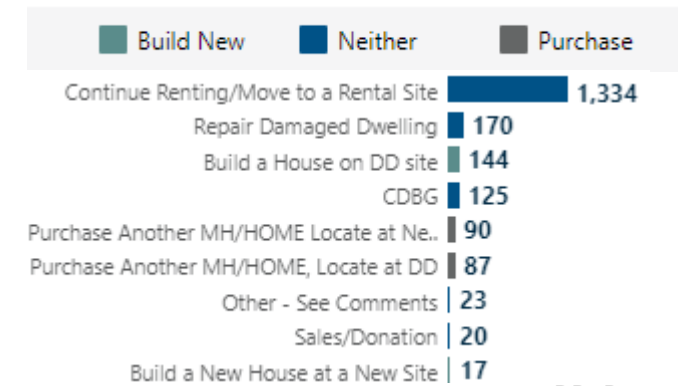 Build New Neither Purchase
Continue Renting/Move to a Rental Site 1,334
Repair Damaged Dwelling 170
Build a House on DD site 144
CDBG 125
Purchase Another MH/HOME Locate at Ne.. 90
Purchase Another MH/HOME, Locate at DD 87
Other - See Comments 23
Sales/Donation 20
Build a New House at a New Site 17